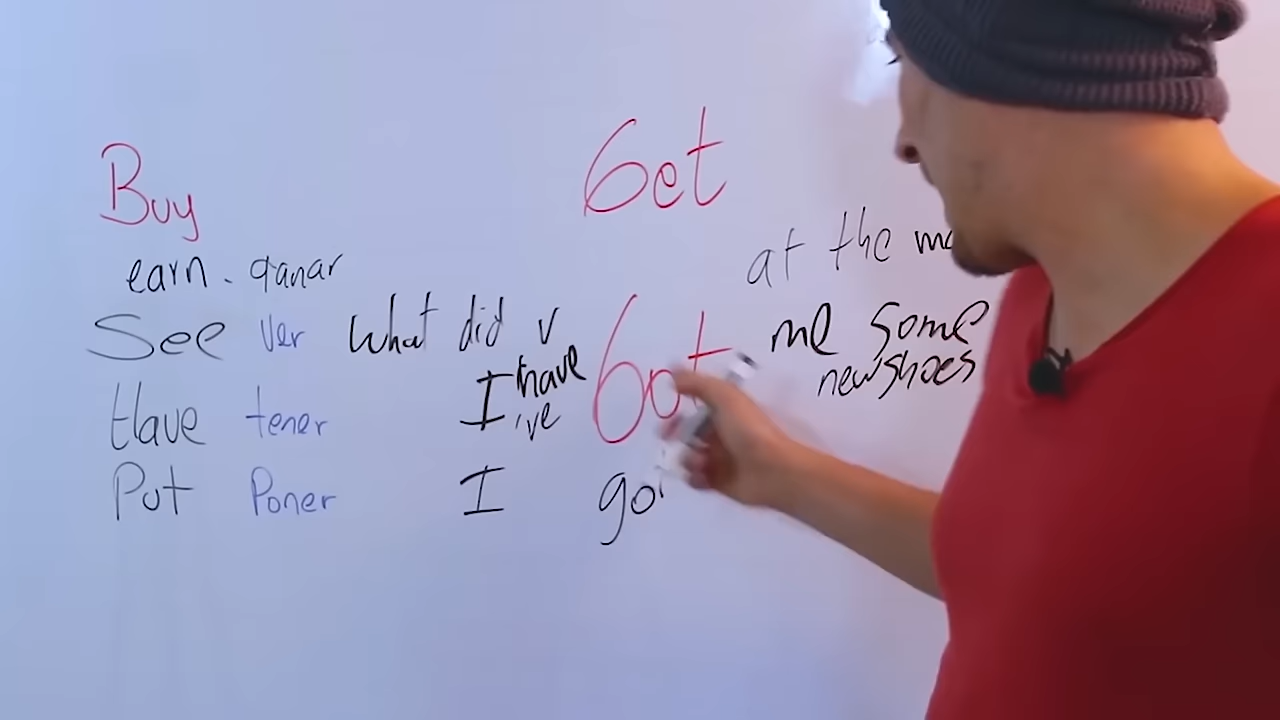 Buy
Get
earn - ganar
at the
See ver What did v
Have tener I have Got me some
've new shoes
Put Poner I go